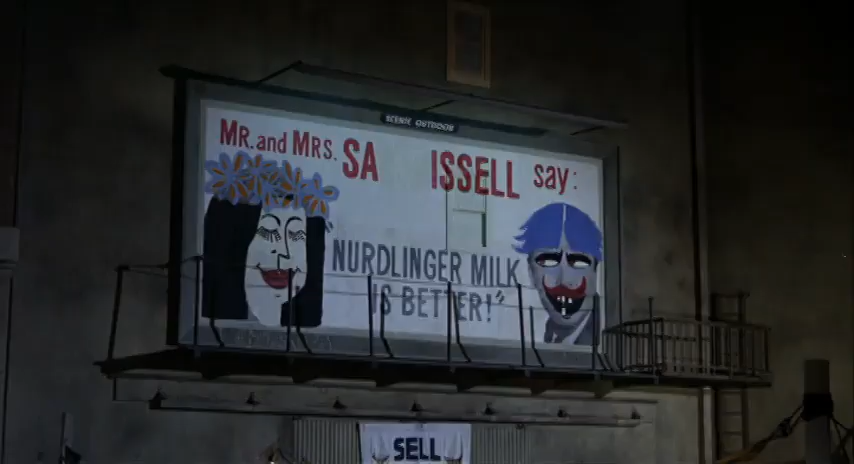 SCENIC OUTDOOR
MR. and MRS. SA ISSELL say:
"NURDLINGER MILK
IS BETTER!"
SELL